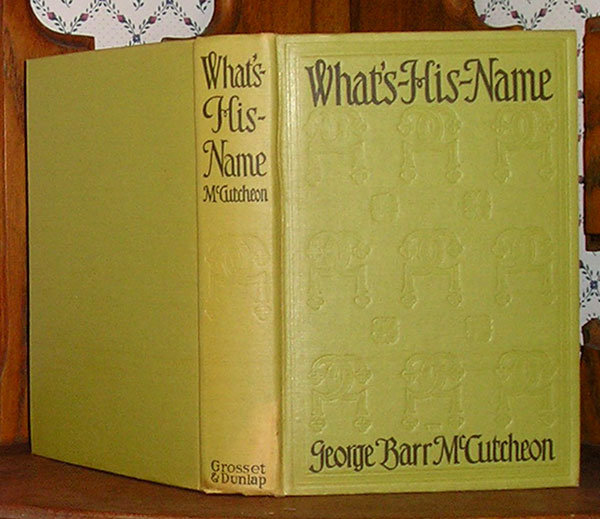 What's-
His-
Name
McCutcheon
Grosset
& Dunlap
What's-His-Name
George Barr McCutcheon